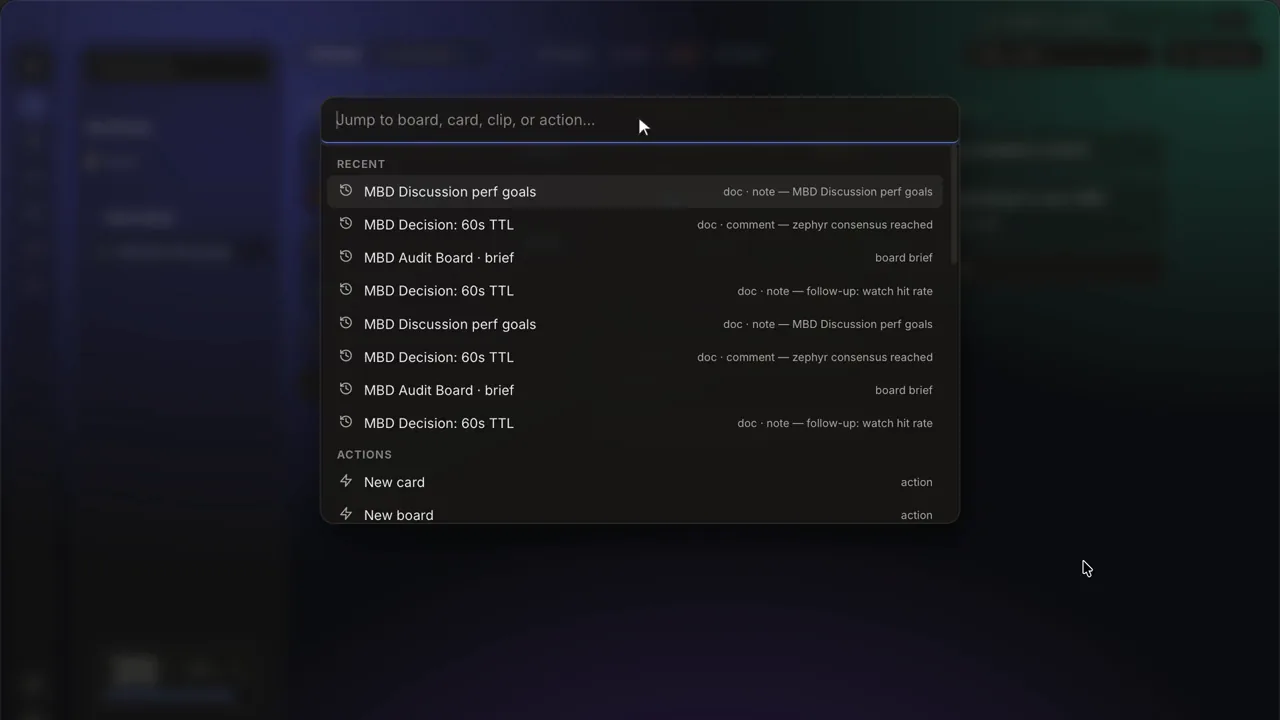 Jump to board, card, clip, or action...
RECENT
MBD Discussion perf goals doc · note — MBD Discussion perf goals
MBD Decision: 60s TTL doc · comment — zephyr consensus reached
MBD Audit Board · brief board brief
MBD Decision: 60s TTL doc · note — follow-up: watch hit rate
MBD Discussion perf goals doc · note — MBD Discussion perf goals
MBD Decision: 60s TTL doc · comment — zephyr consensus reached
MBD Audit Board · brief board brief
MBD Decision: 60s TTL doc · note — follow-up: watch hit rate
ACTIONS
New card action
New board action